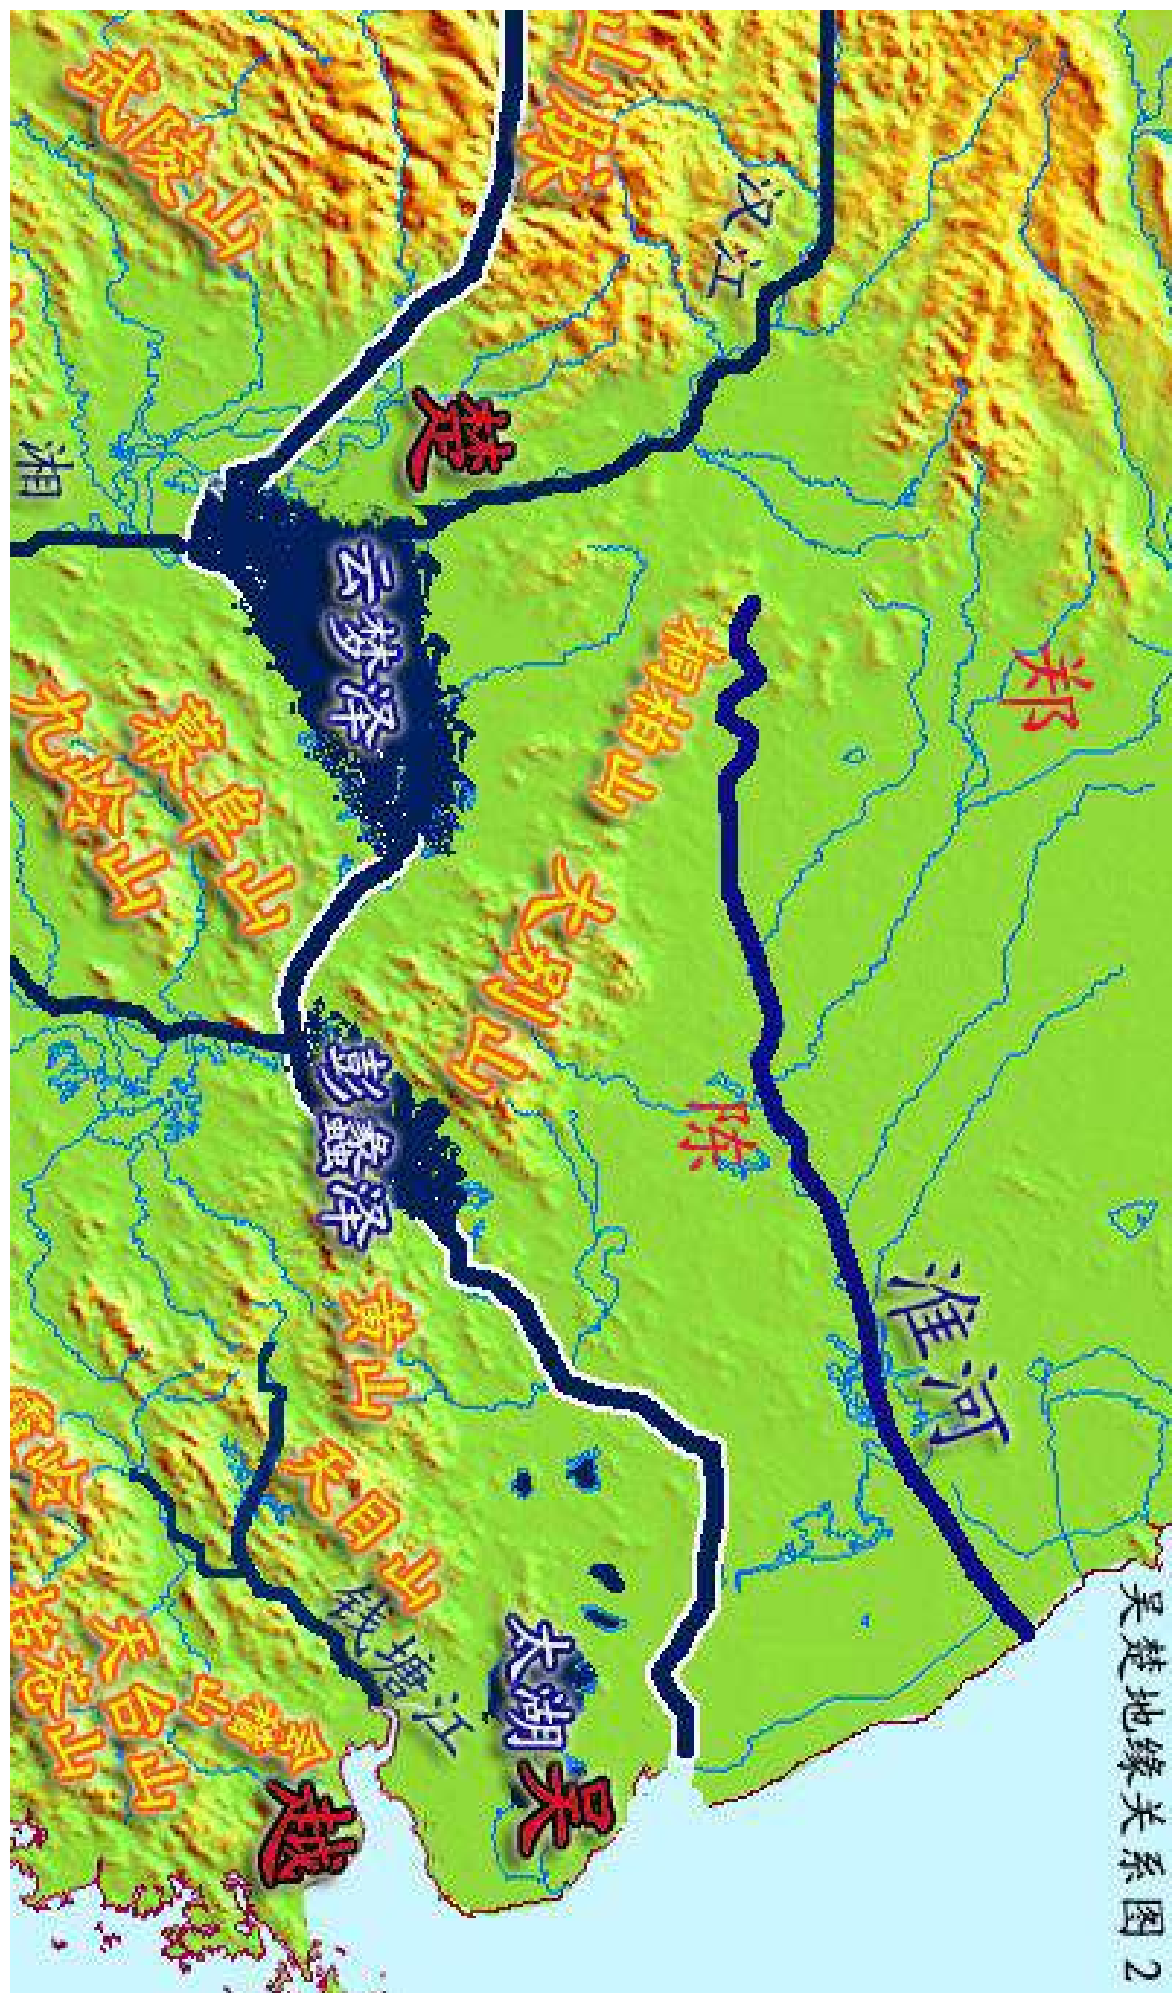 吴楚地缘关系图 2
郑
淮河
汉江
山脉
桐柏山
陈
楚
大别山
武陵山
云梦泽
彭蠡泽
太湖
吴
幕阜山
九岭山
黄山
天目山
钱塘江
会稽山
越
天台山
括苍山
湘